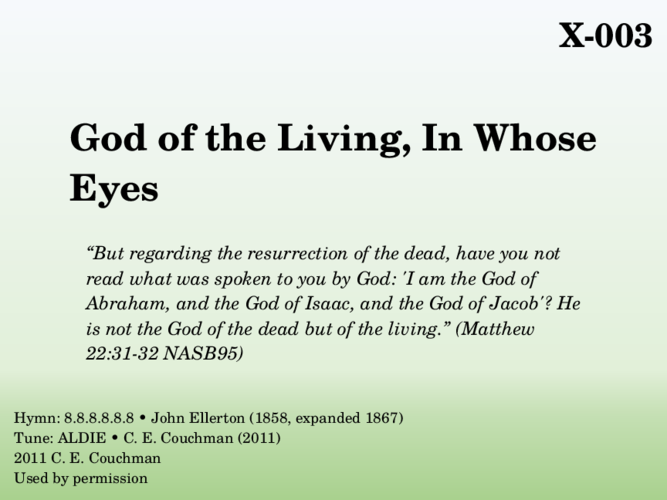 X-003
God of the Living, In Whose
Eyes
“But regarding the resurrection of the dead, have you not
read what was spoken to you by God: 'I am the God of
Abraham, and the God of Isaac, and the God of Jacob'? He
is not the God of the dead but of the living.” (Matthew
22:31-32 NASB95)
Hymn: 8.8.8.8.8.8 • John Ellerton (1858, expanded 1867)
Tune: ALDIE • C. E. Couchman (2011)
2011 C. E. Couchman
Used by permission